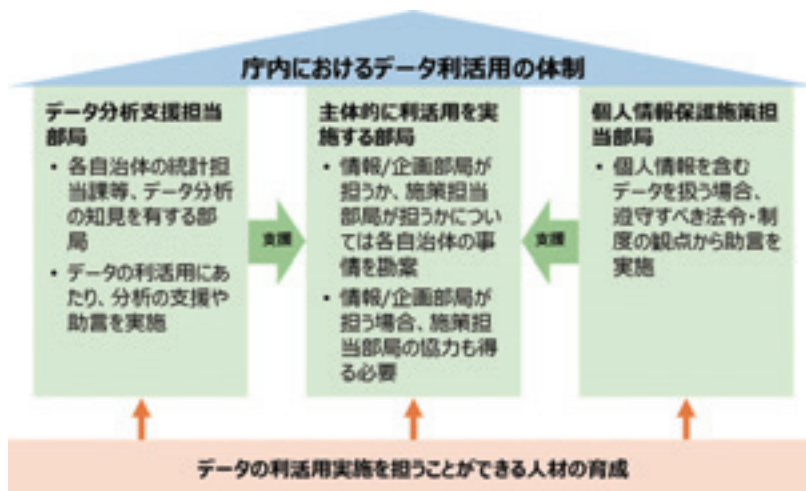 庁内におけるデータ利活用の体制
データ分析支援担当
部局
• 各自治体の統計担
当課等、データ分析
の知見を有する部
局
• データの利活用にあ
たり、分析の支援や
助言を実施
支援
主体的に利活用を実
施する部局
• 情報/企画部局が
担うか、施策担当
部局が担うかについ
ては各自治体の事
情を勘案
• 情報/企画部局が
担う場合、施策担
当部局の協力も得
る必要
支援
個人情報保護施策担
当部局
• 個人情報を含む
データを扱う場合、
遵守すべき法令・制
度の観点から助言を
実施
データの利活用実施を担うことができる人材の育成